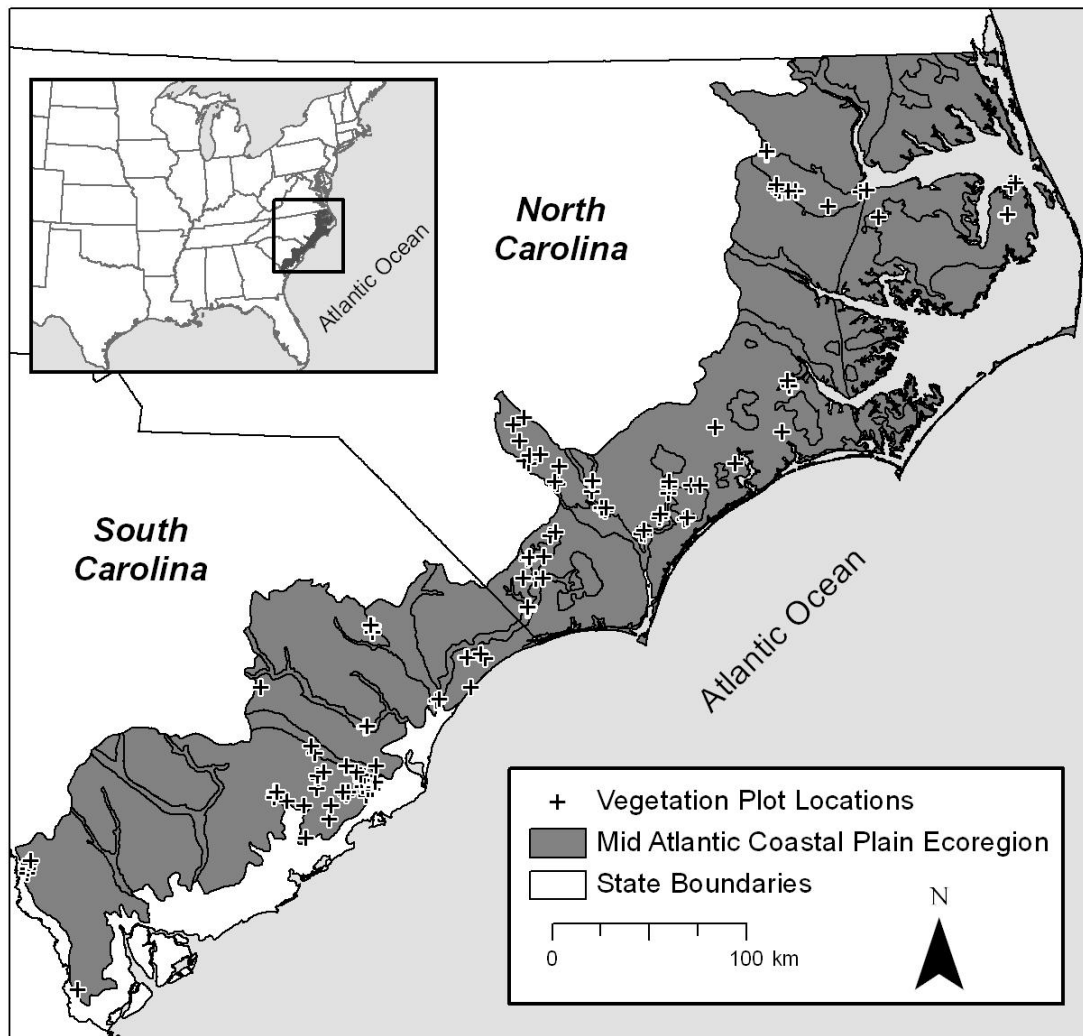 North
Carolina
Atlantic Ocean
South
Carolina
Atlantic Ocean
Vegetation Plot Locations
Mid Atlantic Coastal Plain Ecoregion
State Boundaries
N
0 100 km